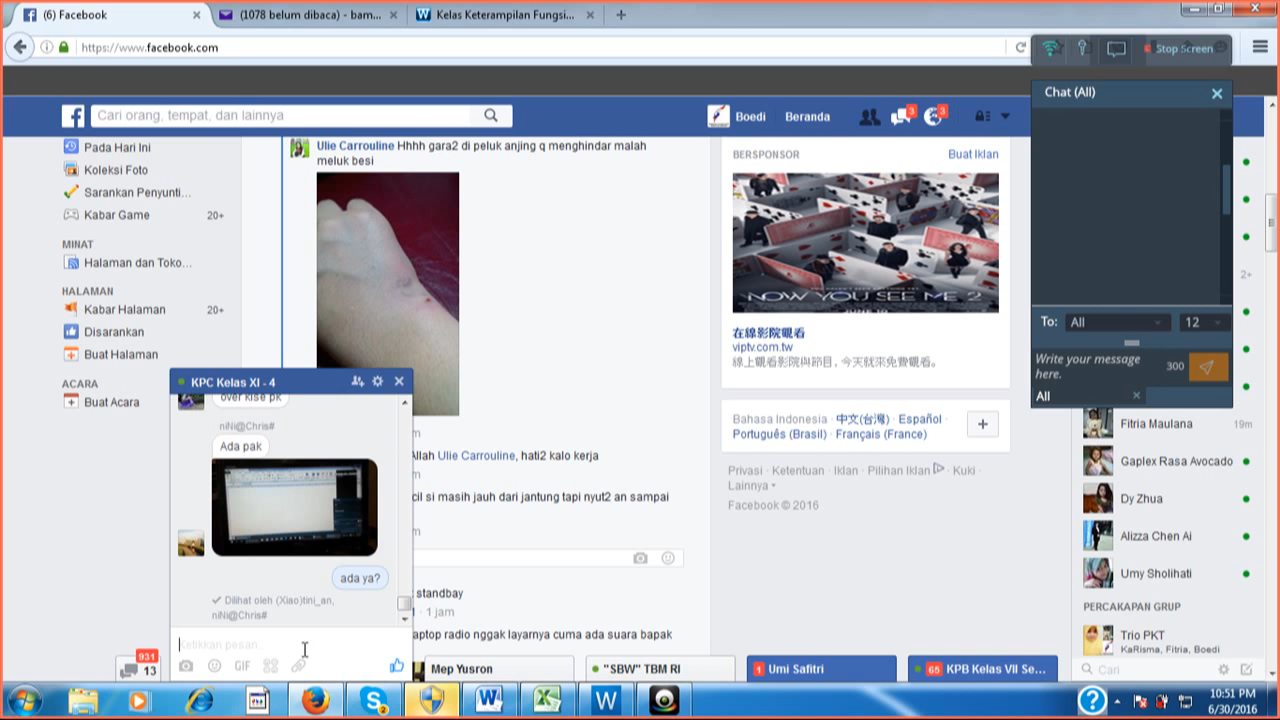 (6) Facebook
(1078 belum dibaca) - bam...
Kelas Keterampilan Fungsi...
https://www.facebook.com
Stop Screen
Chat (All)
Cari orang, tempat, dan lainnya
Boedi
Beranda
3
3
Pada Hari Ini
Koleksi Foto
Sarankan Penyunti...
Kabar Game 20+
MINAT
Halaman dan Toko...
HALAMAN
Kabar Halaman 20+
Disarankan
Buat Halaman
ACARA
Buat Acara
Ulie Carrouline Hhhh gara2 di peluk anjing q menghindar malah
meluk besi
m
Allah Ulie Carrouline, hati2 kalo kerja
m
cil si masih jauh dari jantung tapi nyut2 an sampai
m
t standbay
1 · 1 jam
laptop radio nggak layarnya cuma ada suara bapak
KPC Kelas XI - 4
over klse pk
niNi@Chris#
Ada pak
ada ya?
Dilihat oleh (Xiao)tini_an,
niNi@Chris#
Ketikkan pesan...
GIF
BERSPONSOR
Buat Iklan
NOW YOU SEE ME 2
在線影院觀看
viptv.com.tw
線上觀看影院與節目，今天就來免費觀看。
Bahasa Indonesia · 中文(台灣) · Español ·
Português (Brasil) · Français (France)
Privasi · Ketentuan · Iklan · Pilihan Iklan · Kuki ·
Lainnya
Facebook © 2016
2+
To: All 12
Write your message
here.
300
All
Fitria Maulana 19m
Gaplex Rasa Avocado
Dy Zhua
Alizza Chen Ai
Umy Sholihati
PERCAKAPAN GRUP
Trio PKT
KaRisma, Fitria, Boedi
Cari
931
13
Mep Yusron
"SBW" TBM RI
1 Umi Safitri
65 KPB Kelas VII Se...
10:51 PM
6/30/2016